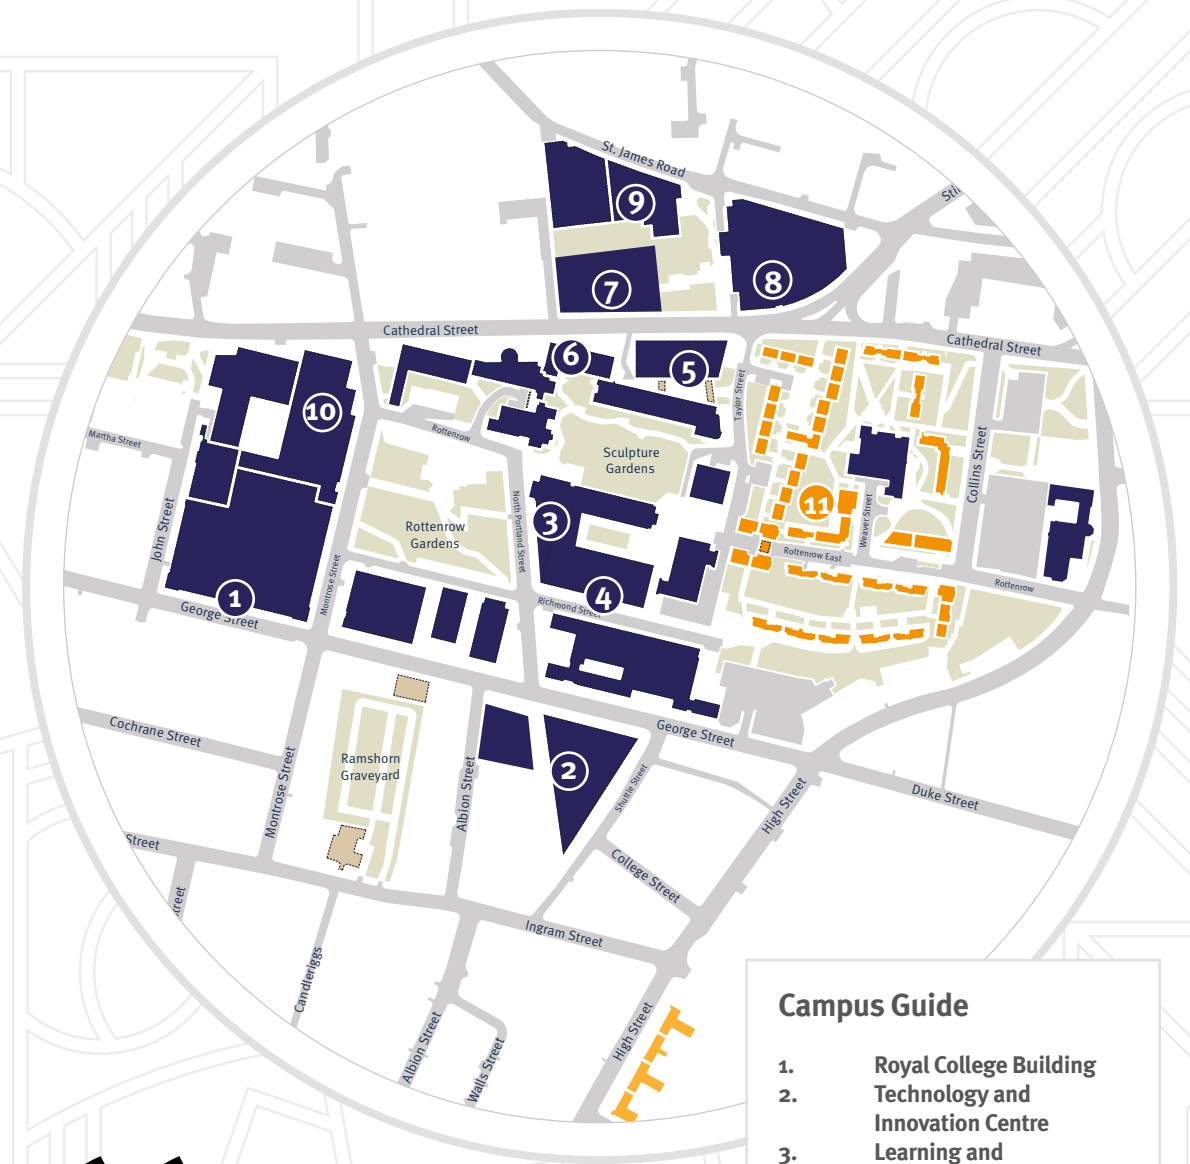 St. James Road
9
Sti
8
7
Cathedral Street
6
5
Cathedral Street
Taylor Street
10
Martha Street
Rottenrow
Sculpture
Gardens
Collins Street
John Street
Rottenrow
Gardens
North Portland Street
3
11
Weaver Street
Rottenrow East
Rottenrow
Montrose Street
1
George Street
4
Richmond Street
George Street
Cochrane Street
Ramshorn
Graveyard
2
Shuttle Street
Montrose Street
Albion Street
High Street
Duke Street
Street
College Street
treet
Ingram Street
Candleriggs
High Street
Albion Street
Walls Street
Campus Guide
1. Royal College Building
2. Technology and
Innovation Centre
3. Learning and